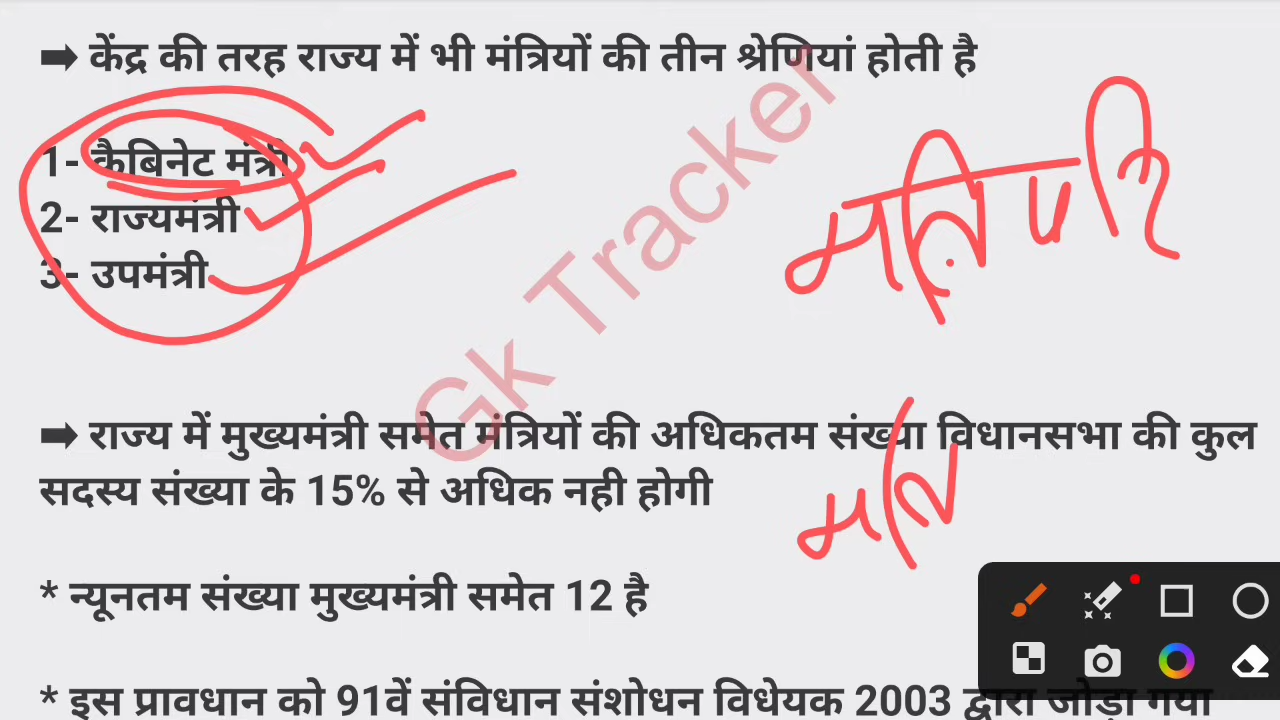 ➡ केंद्र की तरह राज्य में भी मंत्रियों की तीन श्रेणियां होती है
1- कैबिनेट मंत्री
2- राज्यमंत्री
3- उपमंत्री
Gk Tracker
➡ राज्य में मुख्यमंत्री समेत मंत्रियों की अधिकतम संख्या विधानसभा की कुल
सदस्य संख्या के 15% से अधिक नही होगी
* न्यूनतम संख्या मुख्यमंत्री समेत 12 है
* इस प्रावधान को 91वें संविधान संशोधन विधेयक 2003 द्वारा जोड़ा गया